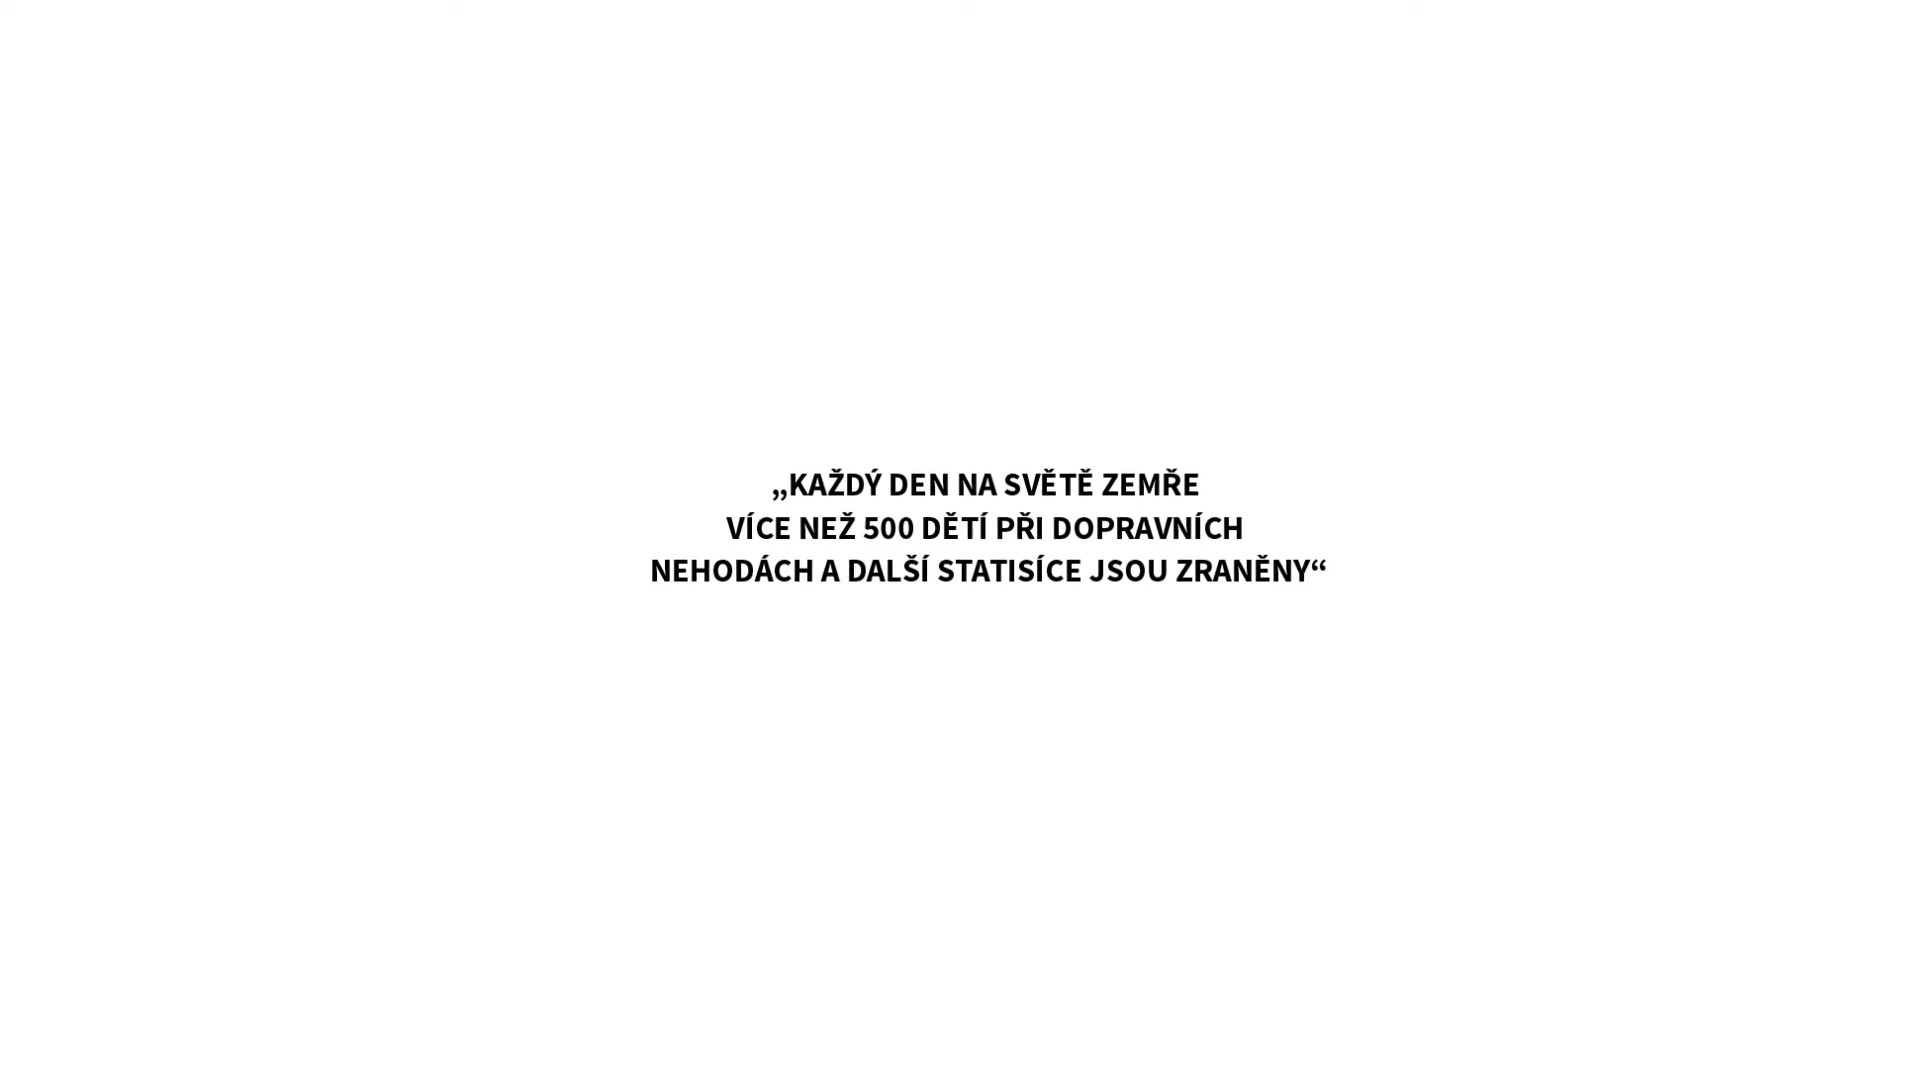 „KAŽDÝ DEN NA SVĚTĚ ZEMŘE
VÍCE NEŽ 500 DĚTÍ PŘI DOPRAVNÍCH
NEHODÁCH A DALŠÍ STATISÍCE JSOU ZRANĚNY“